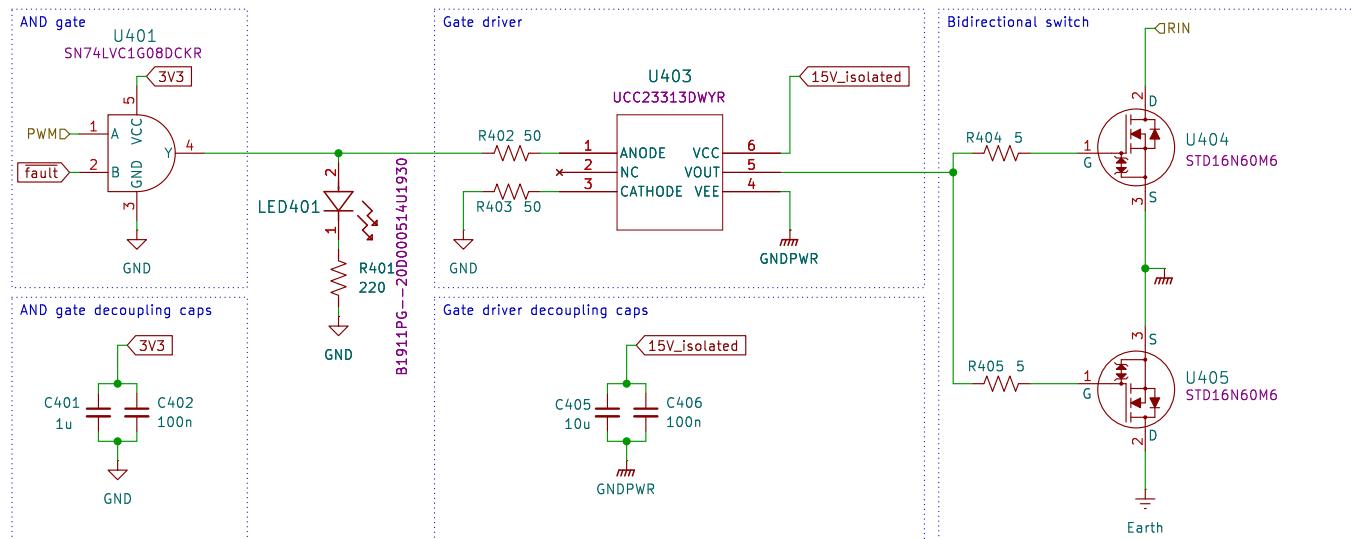 AND gate
U401
SN74LVC1G08DCKR
3V3
5
VCC
PWM
1
A
Y
4
fault
2
B
GND
3
GND
2
LED401
1
B1911PG--20D000514U1930
R401
220
GND
Gate driver
U403
UCC23313DWYR
15V_isolated
R402 50
1
ANODE
VCC
6
2
NC
VOUT
5
3
CATHODE
VEE
4
R403 50
GND
GNDPWR
Bidirectional switch
RIN
2
D
R404 5
1
G
U404
STD16N60M6
3
S
3
S
R405 5
1
G
U405
STD16N60M6
2
D
Earth
AND gate decoupling caps
3V3
C401
1u
C402
100n
GND
Gate driver decoupling caps
15V_isolated
C405
10u
C406
100n
GNDPWR